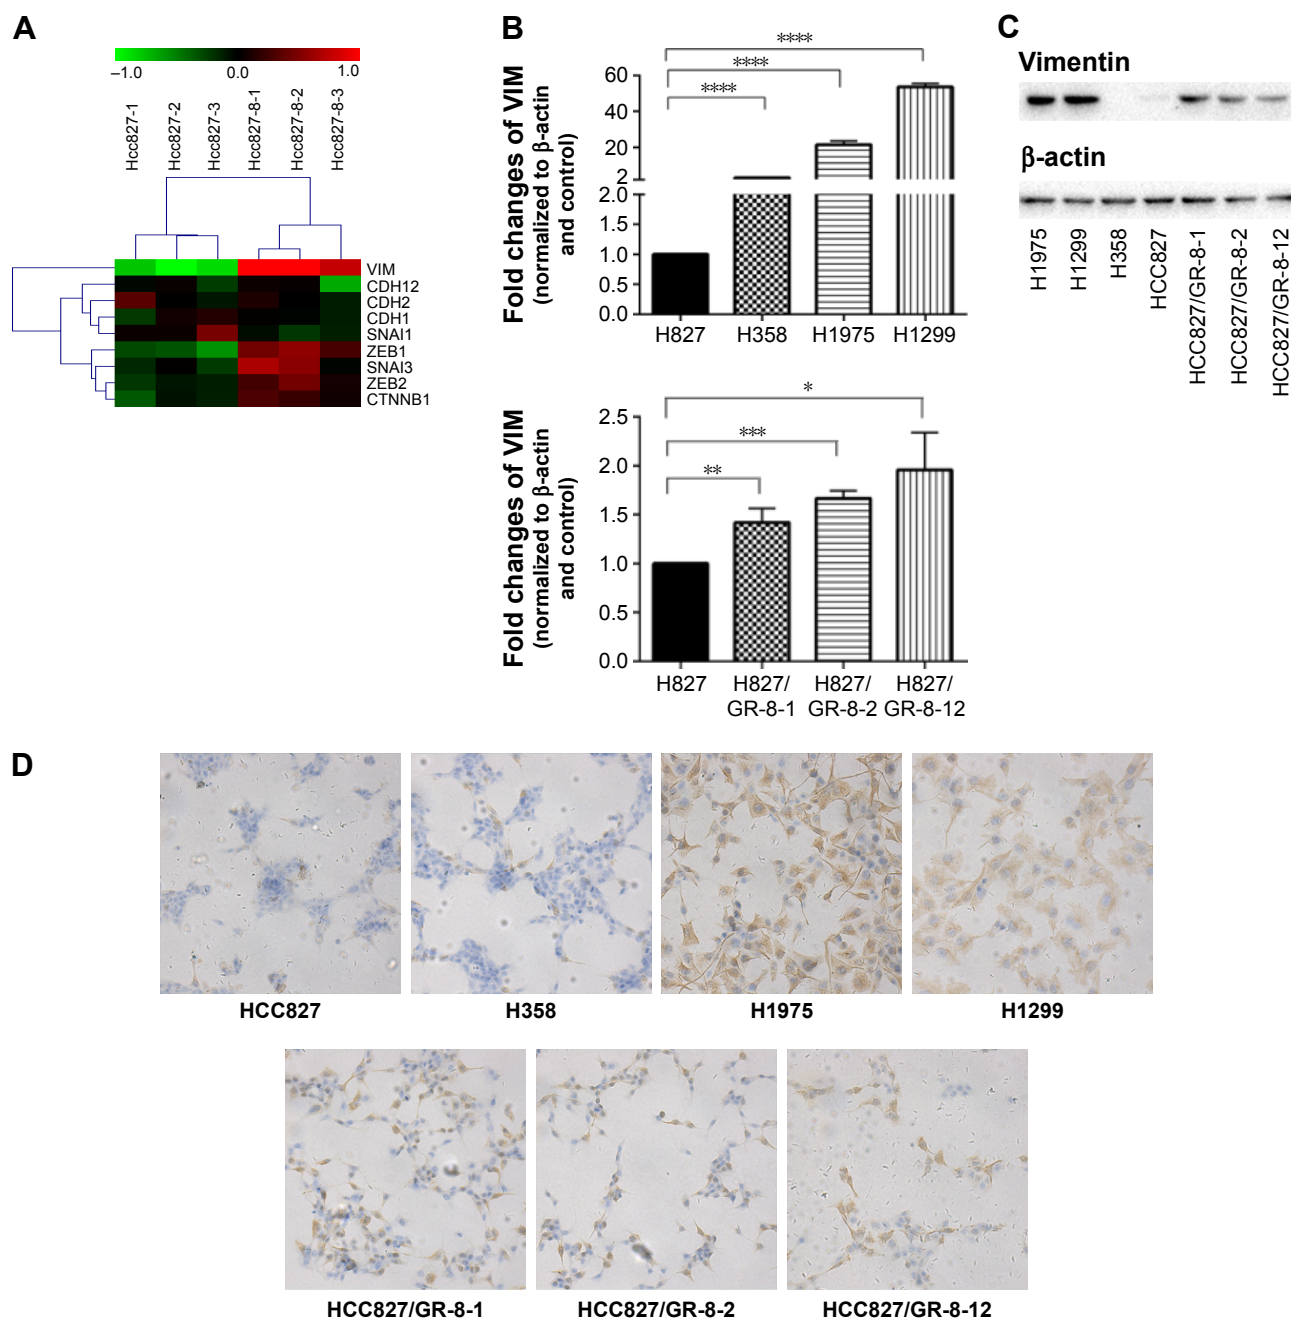 A
−1.0 0.0 1.0
Hcc827-1
Hcc827-2
Hcc827-3
Hcc827-8-1
Hcc827-8-2
Hcc827-8-3
VIM
CDH12
CDH2
CDH1
SNAI1
ZEB1
SNAI3
ZEB2
CTNNB1
B
Fold changes of VIM
(normalized to β-actin
and control)
60
40
20
2
2.0
1.5
1.0
0.5
0.0
****
****
****
H827 H358 H1975 H1299
Fold changes of VIM
(normalized to β-actin
and control)
2.5
2.0
1.5
1.0
0.5
0.0
*
***
**
H827 H827/ H827/ H827/
GR-8-1 GR-8-2 GR-8-12
C
Vimentin
β-actin
H1975
H1299
H358
HCC827
HCC827/GR-8-1
HCC827/GR-8-2
HCC827/GR-8-12
D
HCC827 H358 H1975 H1299
HCC827/GR-8-1 HCC827/GR-8-2 HCC827/GR-8-12